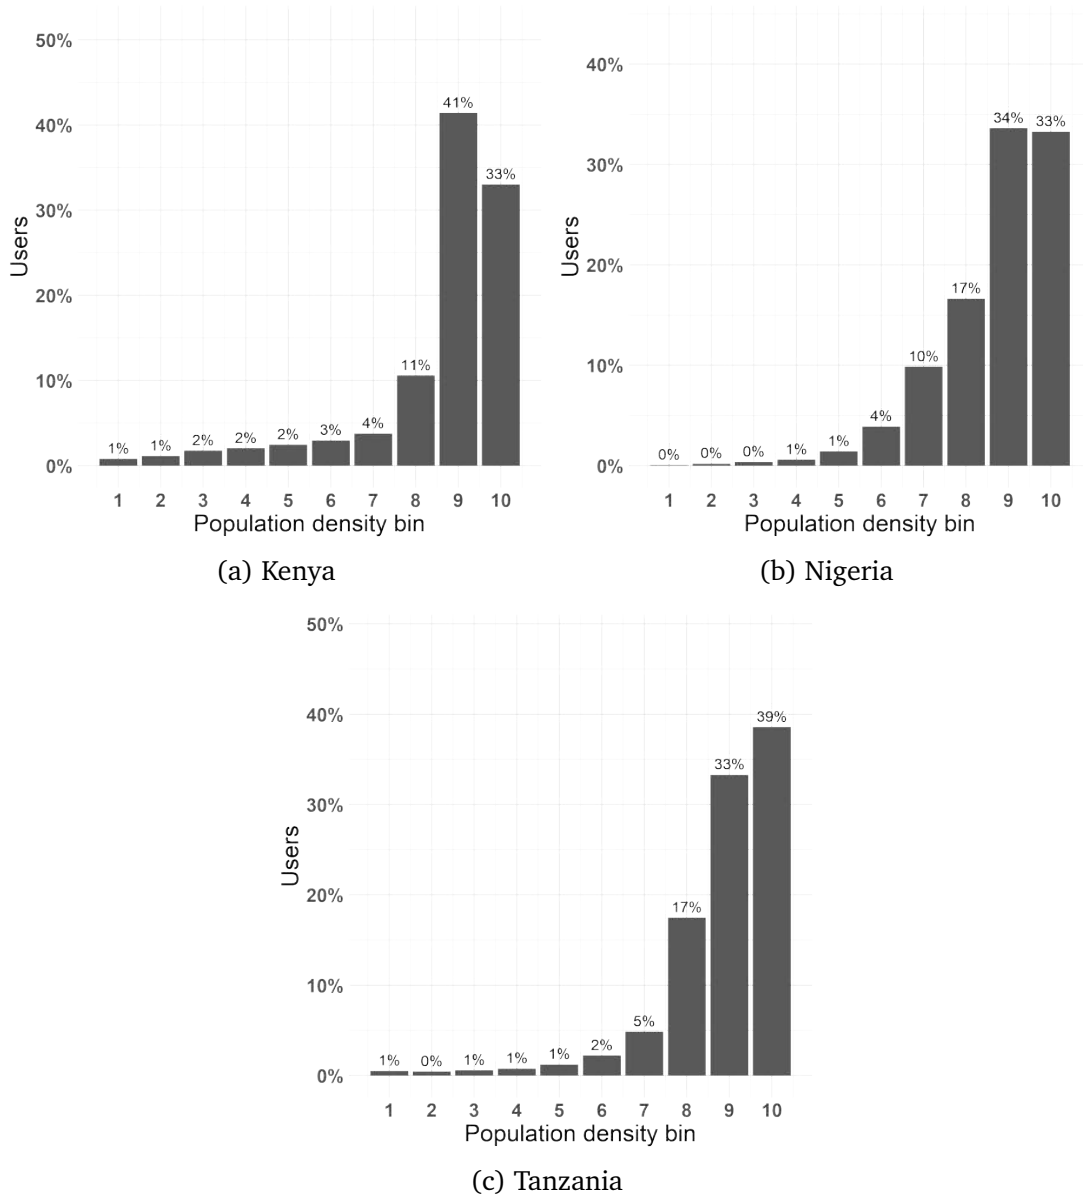 50%
40%
30%
20%
10%
0%
Users
1% 1% 2% 2% 2% 3% 4% 11% 41% 33%
1 2 3 4 5 6 7 8 9 10
Population density bin
(a) Kenya
40%
30%
20%
10%
0%
Users
0% 0% 0% 1% 1% 4% 10% 17% 34% 33%
1 2 3 4 5 6 7 8 9 10
Population density bin
(b) Nigeria
50%
40%
30%
20%
10%
0%
Users
1% 0% 1% 1% 1% 2% 5% 17% 33% 39%
1 2 3 4 5 6 7 8 9 10
Population density bin
(c) Tanzania